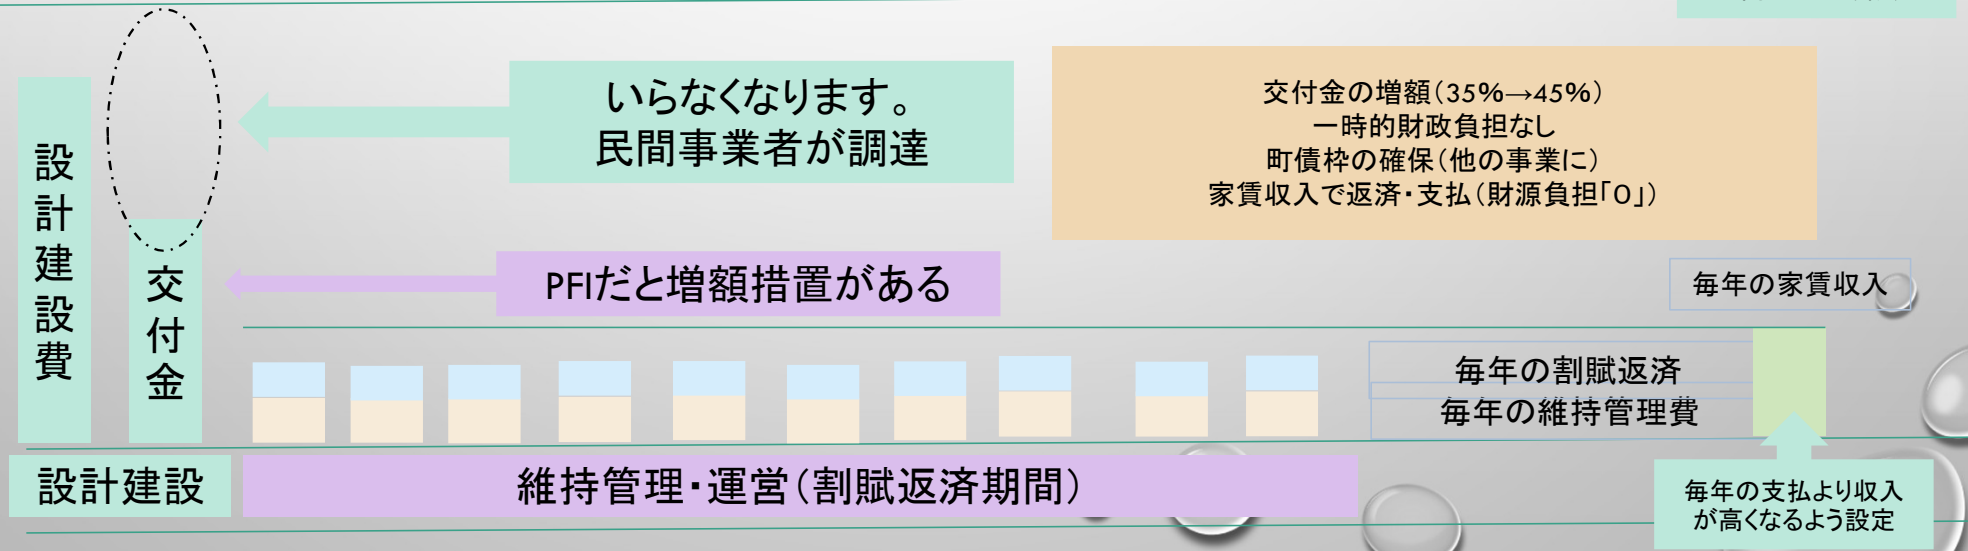 設計建設費
交付金
いらなくなります。
民間事業者が調達
交付金の増額(35%→45%)
一時的財政負担なし
町債枠の確保(他の事業に)
家賃収入で返済・支払(財源負担「0」)
PFIだと増額措置がある
毎年の家賃収入
毎年の割賦返済
毎年の維持管理費
設計建設
維持管理・運営(割賦返済期間)
毎年の支払より収入
が高くなるよう設定